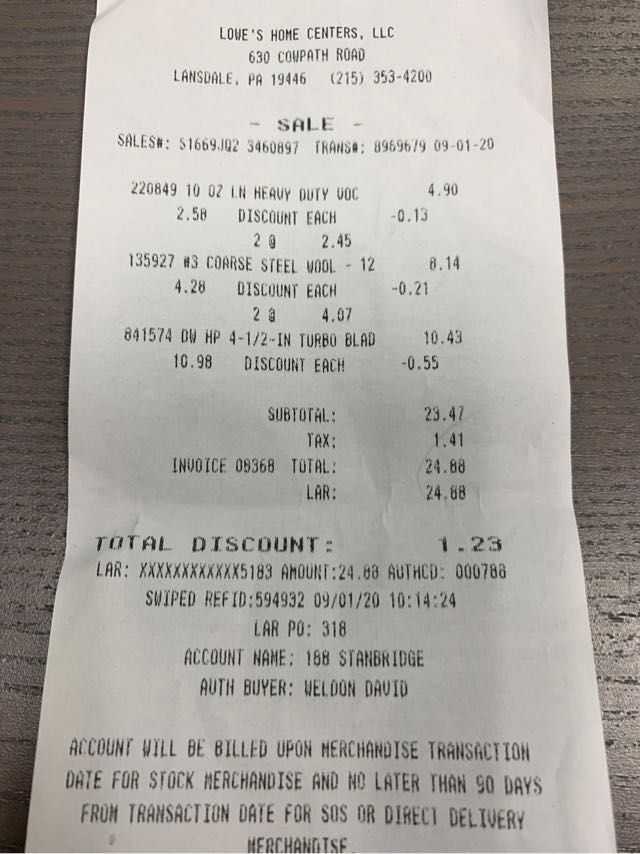 LOWE'S HOME CENTERS, LLC
630 COWPATH ROAD
LANSDALE, PA 19446 (215) 353-4200
- SALE -
SALES#: S1669JQ2 3460897 TRANS#: 8969679 09-01-20
220849 10 OZ LN HEAVY DUTY VOC 4.90
2.58 DISCOUNT EACH -0.13
2 @ 2.45
135927 #3 COARSE STEEL WOOL - 12 8.14
4.28 DISCOUNT EACH -0.21
2 @ 4.07
841574 DW HP 4-1/2-IN TURBO BLAD 10.43
10.98 DISCOUNT EACH -0.55
SUBTOTAL: 23.47
TAX: 1.41
INVOICE 08368 TOTAL: 24.88
LAR: 24.88
TOTAL DISCOUNT: 1.23
LAR: XXXXXXXXXXXX5183 AMOUNT:24.88 AUTHCD: 000788
SWIPED REFID:594932 09/01/20 10:14:24
LAR PO: 318
ACCOUNT NAME: 188 STANBRIDGE
AUTH BUYER: WELDON DAVID
ACCOUNT WILL BE BILLED UPON MERCHANDISE TRANSACTION
DATE FOR STOCK MERCHANDISE AND NO LATER THAN 90 DAYS
FROM TRANSACTION DATE FOR SOS OR DIRECT DELIVERY
MERCHANDISE.